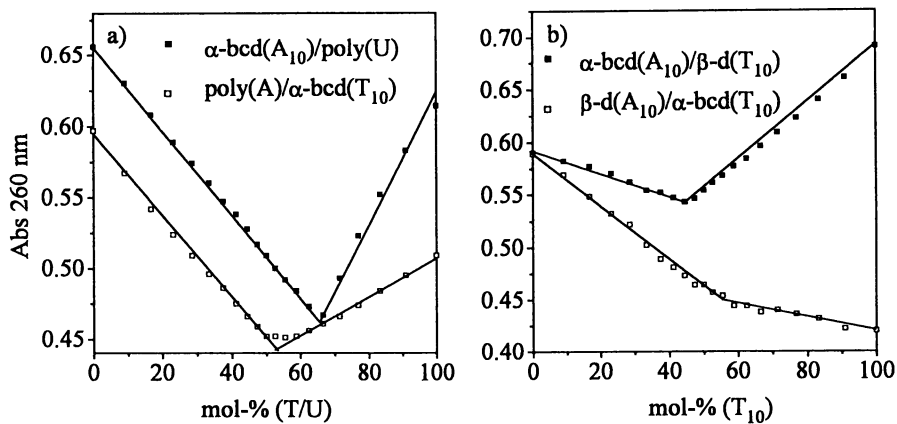 a)
α-bcd(A10)/poly(U)
poly(A)/α-bcd(T10)
0.65
0.60
0.55
0.50
0.45
Abs 260 nm
0 20 40 60 80 100
mol-% (T/U)
b)
α-bcd(A10)/β-d(T10)
β-d(A10)/α-bcd(T10)
0.70
0.65
0.60
0.55
0.50
0.45
0.40
0 20 40 60 80 100
mol-% (T10)